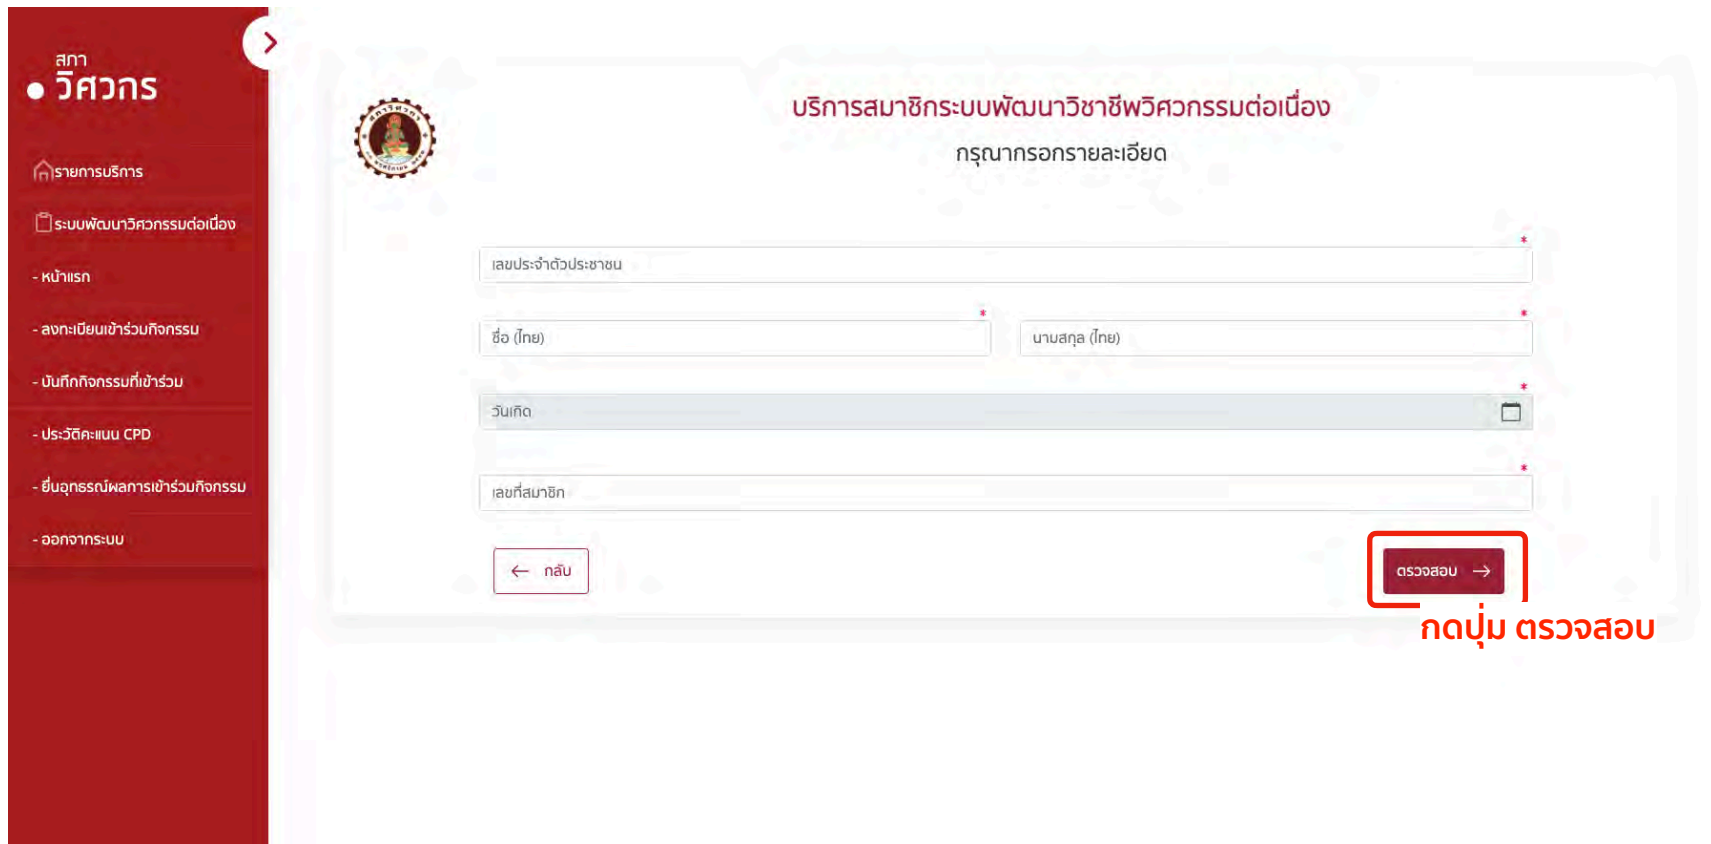 สภา
วิศวกร
รายการบริการ
ระบบพัฒนาวิศวกรรมต่อเนื่อง
- หน้าแรก
- ลงทะเบียนเข้าร่วมกิจกรรม
- บันทึกกิจกรรมที่เข้าร่วม
- ประวัติคะแนน CPD
- ยื่นอุทธรณ์ผลการเข้าร่วมกิจกรรม
- ออกจากระบบ
บริการสมาชิกระบบพัฒนาวิชาชีพวิศวกรรมต่อเนื่อง
กรุณากรอกรายละเอียด
เลขประจำตัวประชาชน *
ชื่อ (ไทย) * นามสกุล (ไทย) *
วันเกิด *
เลขที่สมาชิก *
← กลับ ตรวจสอบ →
กดปุ่ม ตรวจสอบ